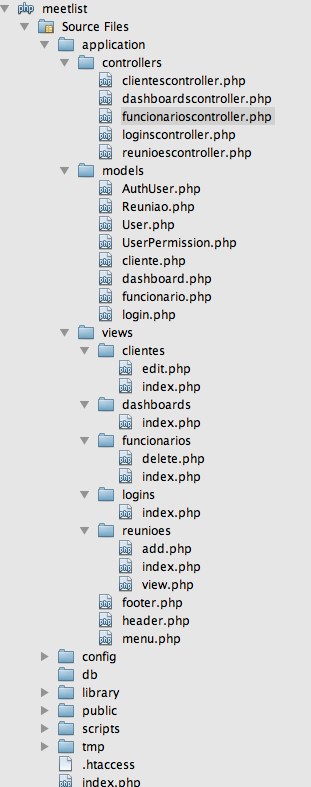 php meetlist
Source Files
application
controllers
clientescontroller.php
dashboardscontroller.php
funcionarioscontroller.php
loginscontroller.php
reunioescontroller.php
models
AuthUser.php
Reuniao.php
User.php
UserPermission.php
cliente.php
dashboard.php
funcionario.php
login.php
views
clientes
edit.php
index.php
dashboards
index.php
funcionarios
delete.php
index.php
logins
index.php
reunioes
add.php
index.php
view.php
footer.php
header.php
menu.php
config
db
library
public
scripts
tmp
.htaccess
index.php